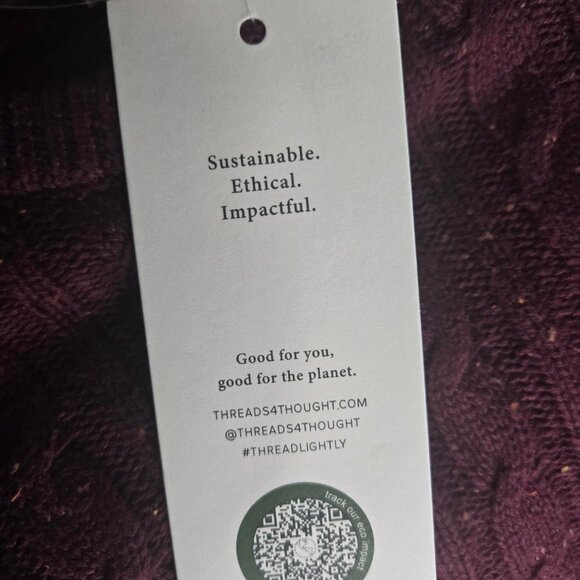 Sustainable.
Ethical.
Impactful.
Good for you,
good for the planet.
THREADS4THOUGHT.COM
@THREADS4THOUGHT
#THREADLIGHTLY
track our eco impact